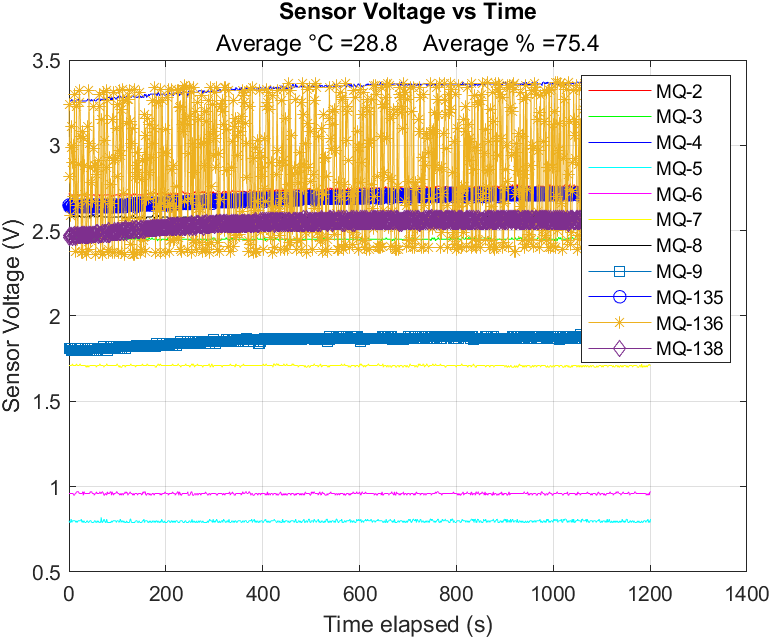 Sensor Voltage vs Time
Average °C =28.8 Average % =75.4
Sensor Voltage (V)
3.5
3
2.5
2
1.5
1
0.5
MQ-2
MQ-3
MQ-4
MQ-5
MQ-6
MQ-7
MQ-8
MQ-9
MQ-135
MQ-136
MQ-138
0 200 400 600 800 1000 1200 1400
Time elapsed (s)